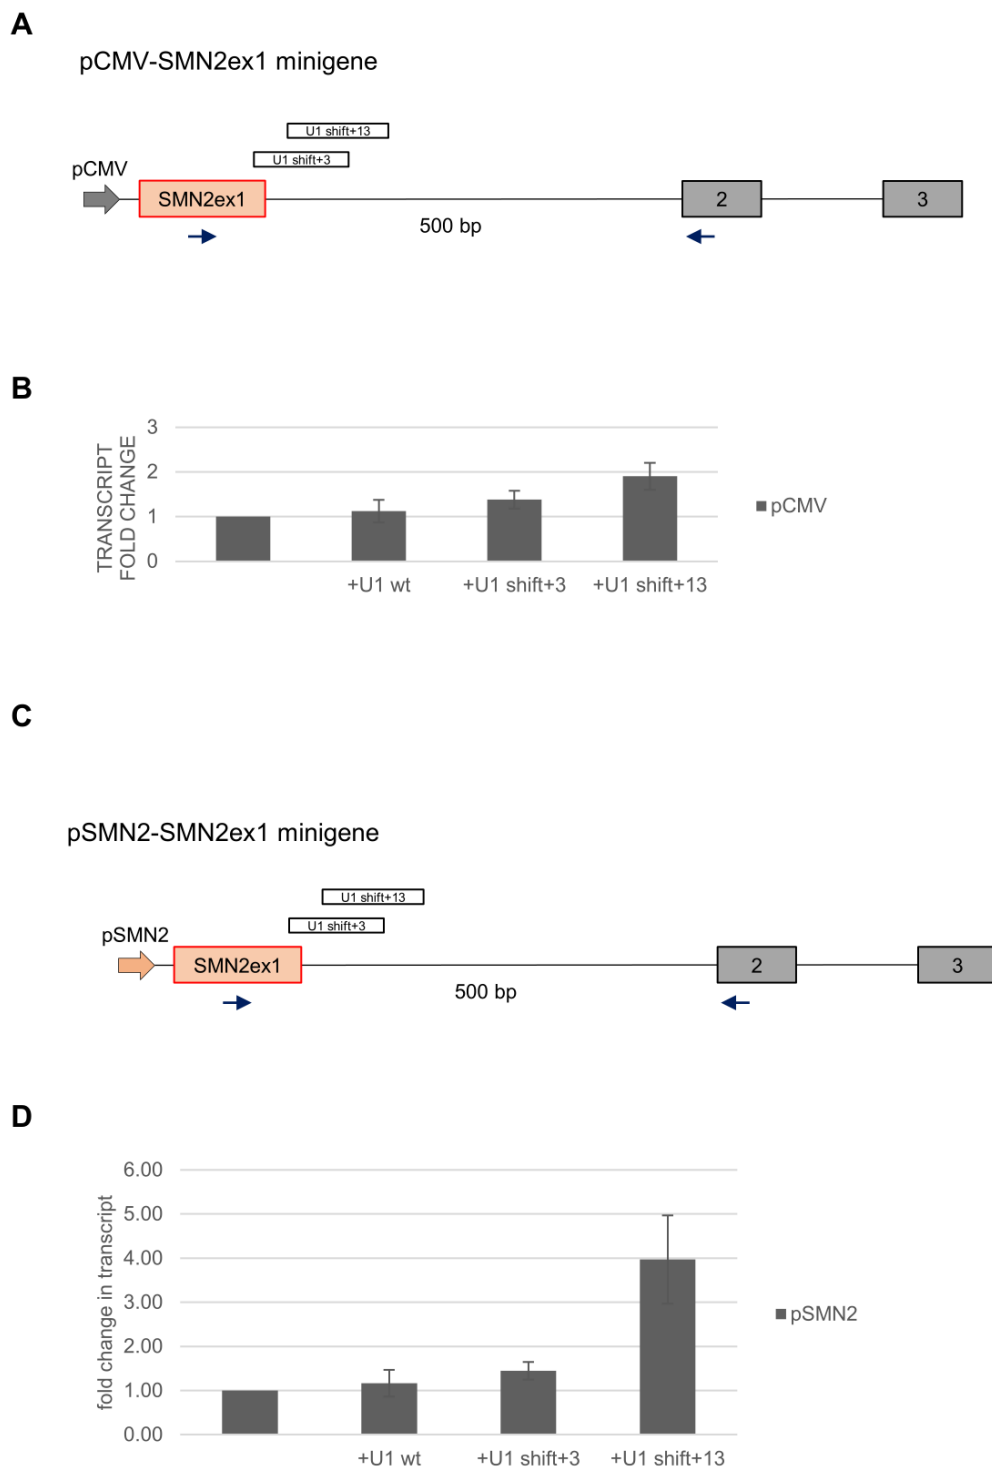 A
pCMV-SMN2ex1 minigene
U1 shift+13
U1 shift+3
pCMV
SMN2ex1
2
3
500 bp
B
TRANSCRIPT
FOLD CHANGE
3
2
1
0
+U1 wt
+U1 shift+3
+U1 shift+13
pCMV
C
pSMN2-SMN2ex1 minigene
U1 shift+13
U1 shift+3
pSMN2
SMN2ex1
2
3
500 bp
D
fold change in transcript
6.00
5.00
4.00
3.00
2.00
1.00
0.00
+U1 wt
+U1 shift+3
+U1 shift+13
pSMN2